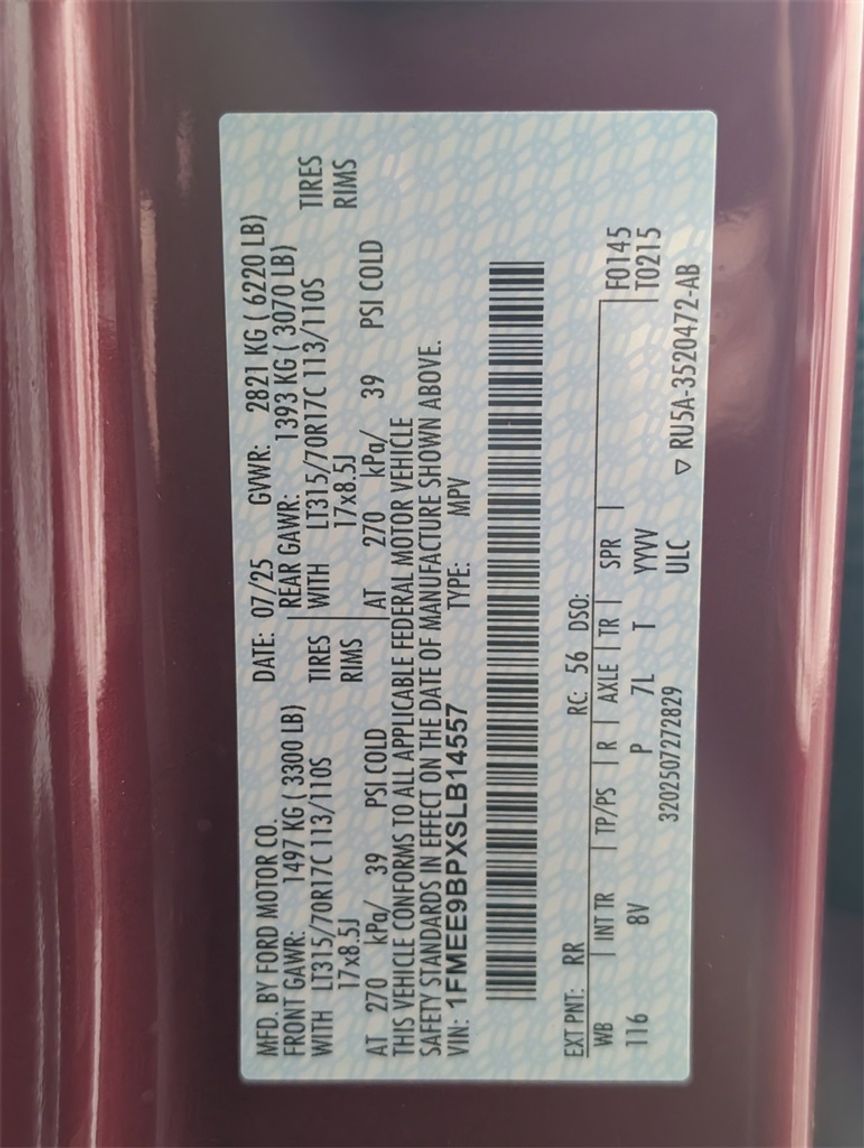 MFD. BY FORD MOTOR CO. DATE: 07/25 GVWR: 2821 KG ( 6220 LB)
FRONT GAWR: 1497 KG ( 3300 LB) REAR GAWR: 1393 KG ( 3070 LB)
WITH LT315/70R17C 113/110S TIRES WITH LT315/70R17C 113/110S TIRES
17x8.5J RIMS 17x8.5J RIMS
AT 270 kPa/ 39 PSI COLD AT 270 kPa/ 39 PSI COLD
THIS VEHICLE CONFORMS TO ALL APPLICABLE FEDERAL MOTOR VEHICLE
SAFETY STANDARDS IN EFFECT ON THE DATE OF MANUFACTURE SHOWN ABOVE.
VIN: 1FMEE9BPXSLB14557 TYPE: MPV
EXT PNT: RR RC: 56 DSO:
WB INT TR TP/PS R AXLE TR SPR F0145
116 8V P 7L T YYVV T0215
ULC
3202507272829 ▽ RU5A-3520472-AB